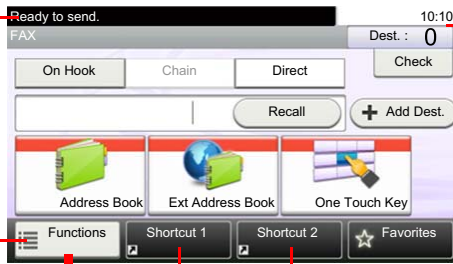 Ready to send.
10:10
FAX
Dest. : 0
On Hook
Chain
Direct
Check
Recall
Add Dest.
Address Book
Ext Address Book
One Touch Key
Functions
Shortcut 1
Shortcut 2
Favorites